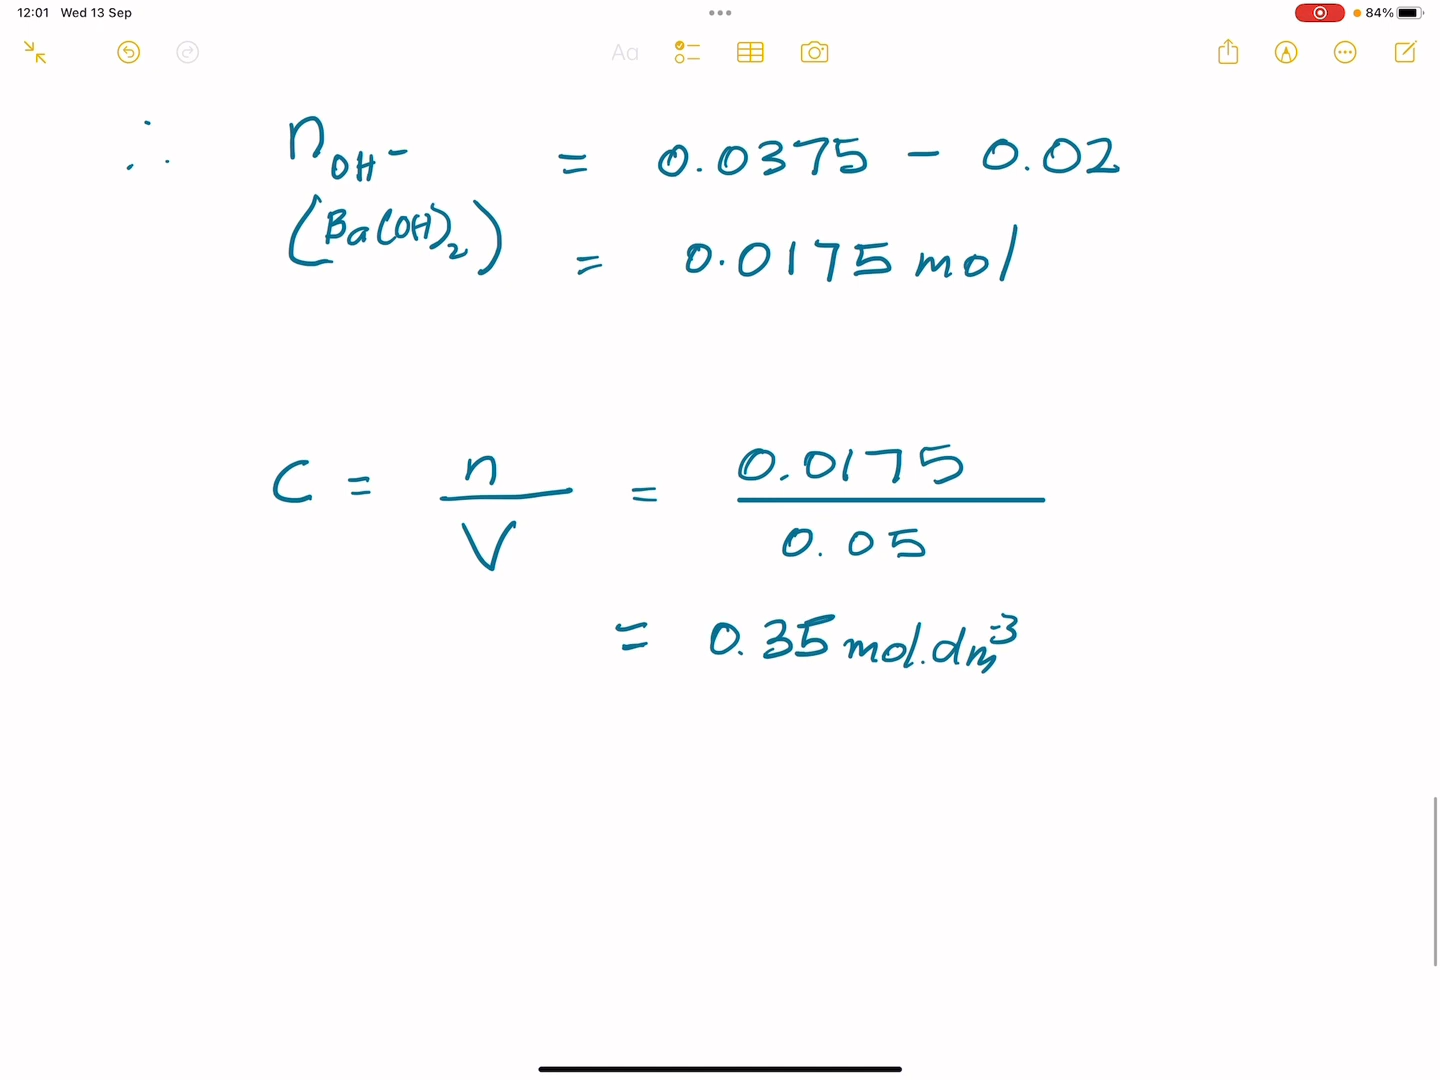 12:01 Wed 13 Sep
84%
Aa
∴ n_OH⁻ = 0.0375 − 0.02
(Ba(OH)₂) = 0.0175 mol
C = n/V = 0.0175/0.05
= 0.35 mol.dm⁻³